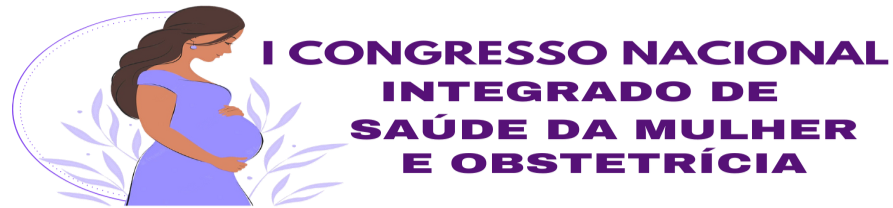 I CONGRESSO NACIONAL
INTEGRADO DE
SAÚDE DA MULHER
E OBSTETRÍCIA